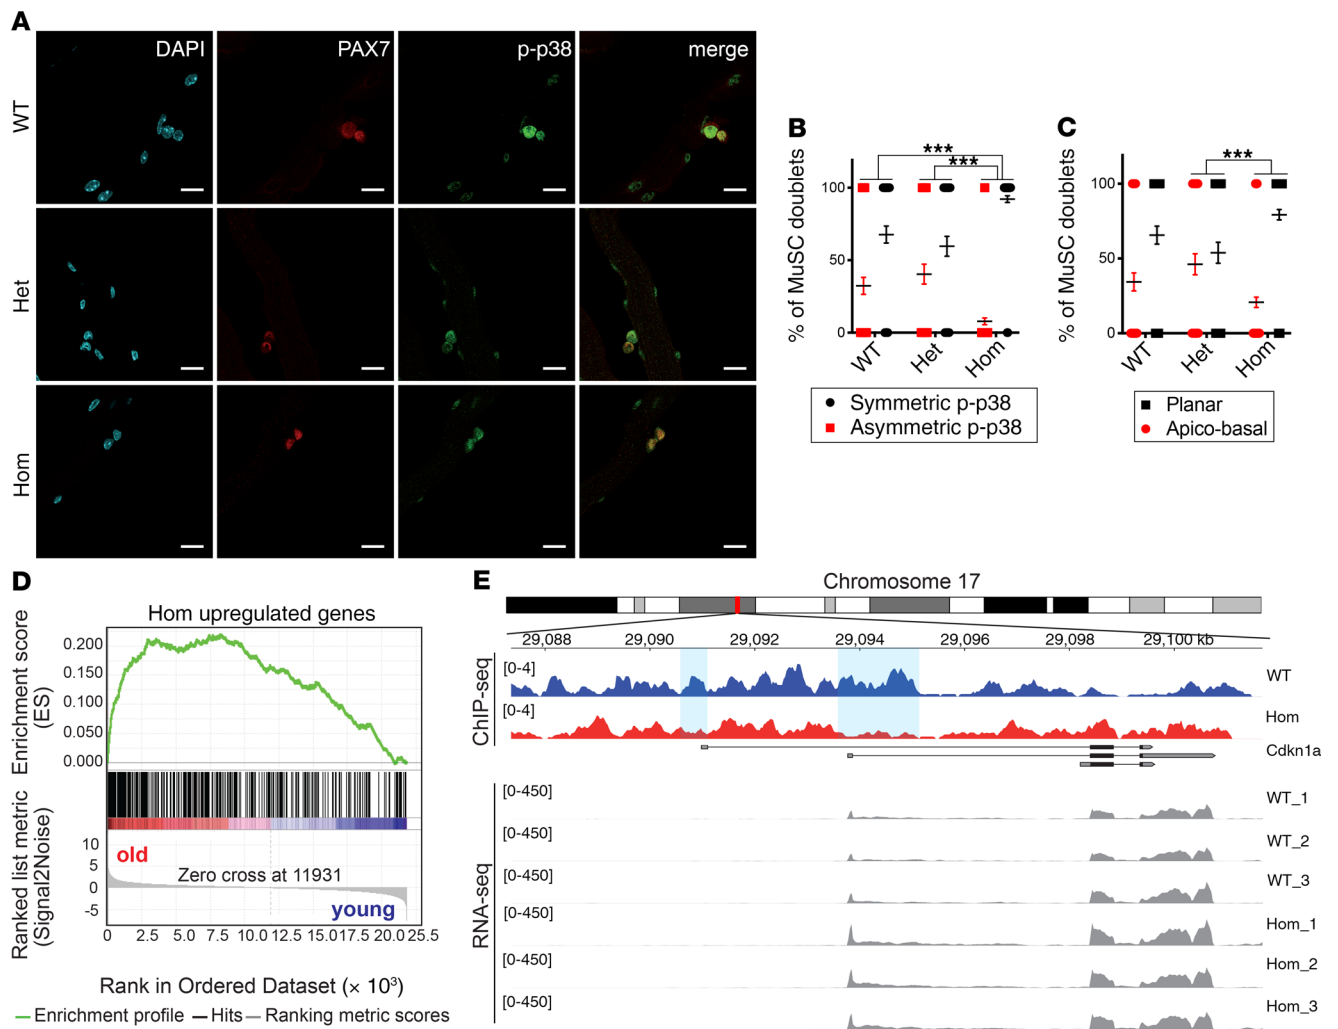 A
DAPI
PAX7
p-p38
merge
WT
Het
Hom
B
% of MuSC doublets
***
***
100
50
0
WT
Het
Hom
Symmetric p-p38
Asymmetric p-p38
C
% of MuSC doublets
***
100
50
0
WT
Het
Hom
Planar
Apico-basal
D
Hom upregulated genes
Enrichment score
(ES)
0.200
0.150
0.100
0.050
0.000
Ranked list metric
(Signal2Noise)
10
5
0
-5
old
Zero cross at 11931
young
0 2.5 5.0 7.5 10.0 12.5 15.0 17.5 20.0 25.5
Rank in Ordered Dataset (× 10³)
Enrichment profile Hits Ranking metric scores
E
Chromosome 17
29,088 29,090 29,092 29,094 29,096 29,098 29,100 kb
ChIP-seq
[0-4] WT
[0-4] Hom
Cdkn1a
RNA-seq
[0-450] WT_1
[0-450] WT_2
[0-450] WT_3
[0-450] Hom_1
[0-450] Hom_2
[0-450] Hom_3